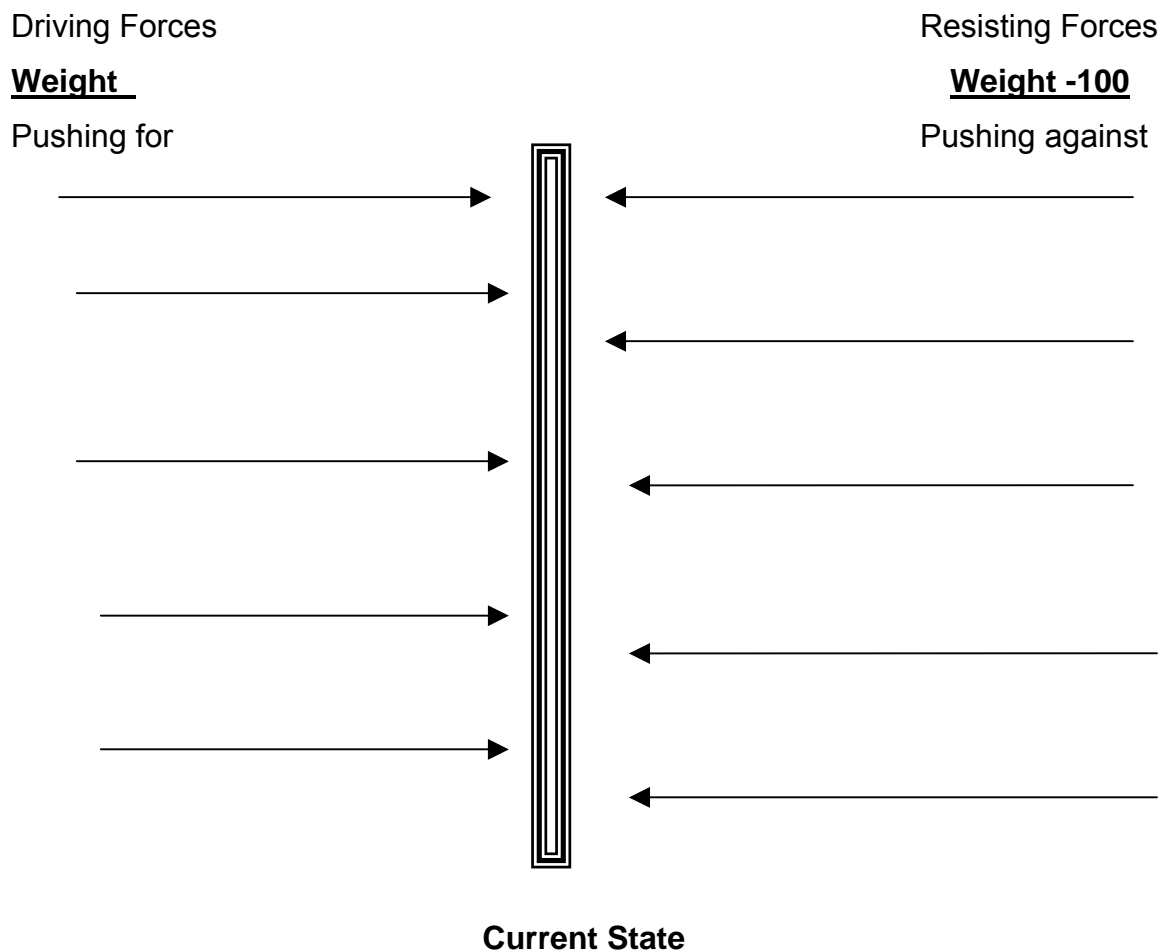 Driving Forces
Weight
Pushing for
Resisting Forces
Weight -100
Pushing against
Current State